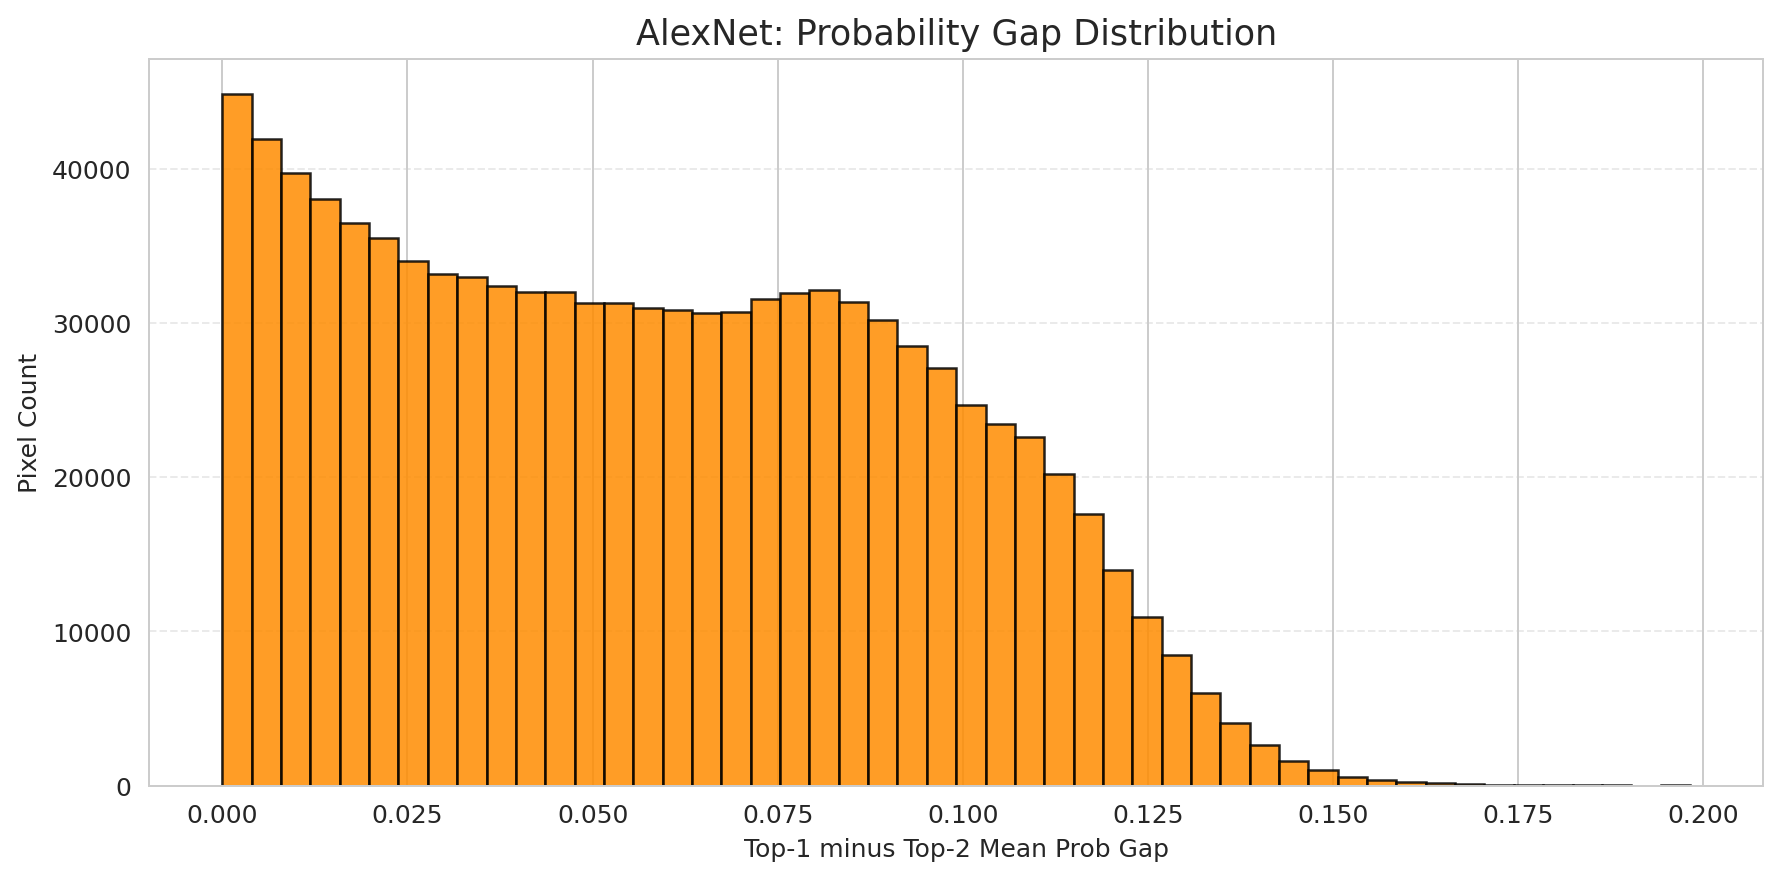 AlexNet: Probability Gap Distribution
Pixel Count
40000
30000
20000
10000
0
0.000 0.025 0.050 0.075 0.100 0.125 0.150 0.175 0.200
Top-1 minus Top-2 Mean Prob Gap